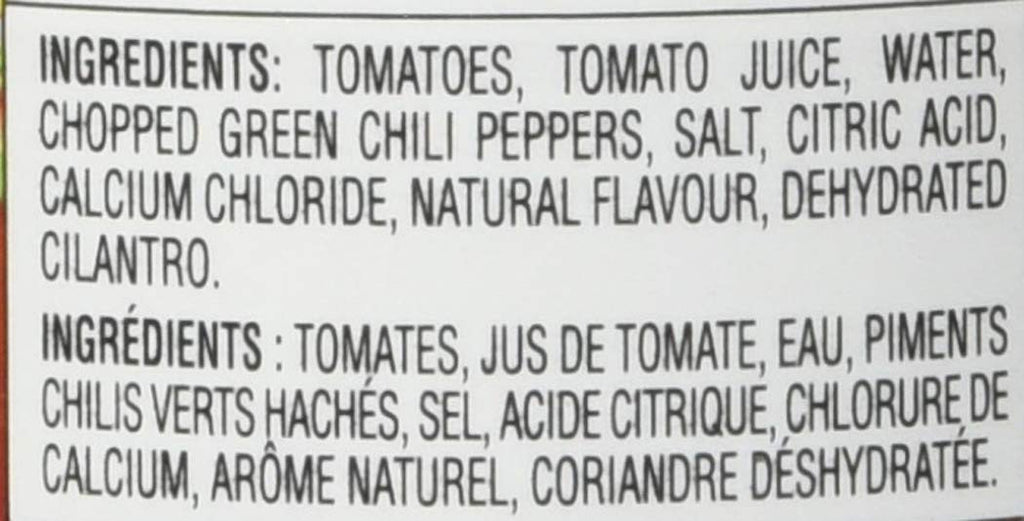 INGREDIENTS: TOMATOES, TOMATO JUICE, WATER,
CHOPPED GREEN CHILI PEPPERS, SALT, CITRIC ACID,
CALCIUM CHLORIDE, NATURAL FLAVOUR, DEHYDRATED
CILANTRO.
INGRÉDIENTS : TOMATES, JUS DE TOMATE, EAU, PIMENTS
CHILIS VERTS HACHÉS, SEL, ACIDE CITRIQUE, CHLORURE DE
CALCIUM, ARÔME NATUREL, CORIANDRE DÉSHYDRATÉE.